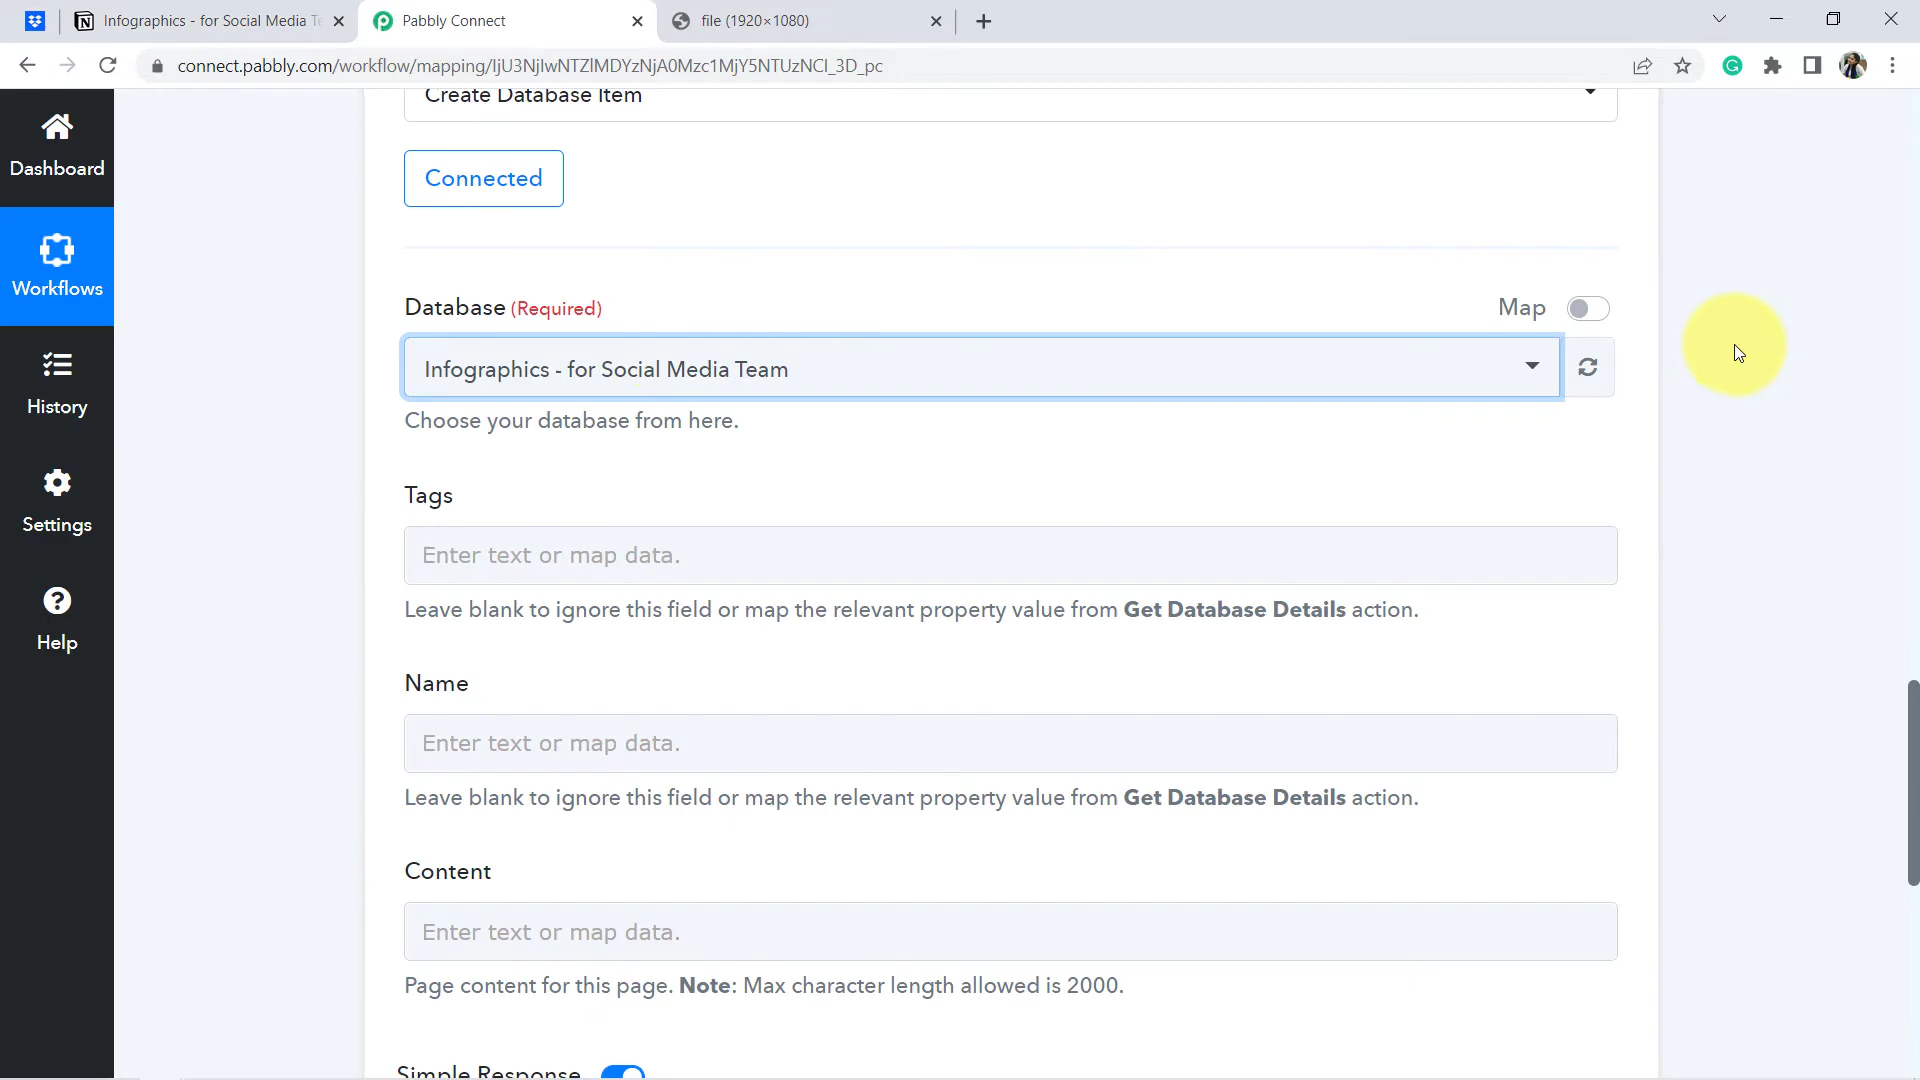 Infographics - for Social Media Te
Pabbly Connect
file (1920×1080)
connect.pabbly.com/workflow/mapping/
Create Database Item
Dashboard
Connected
Workflows
Database (Required)
Map
Infographics - for Social Media Team
History
Choose your database from here.
Tags
Settings
Enter text or map data.
Leave blank to ignore this field or map the relevant property value from Get Database Details action.
Help
Name
Enter text or map data.
Leave blank to ignore this field or map the relevant property value from Get Database Details action.
Content
Enter text or map data.
Page content for this page. Note: Max character length allowed is 2000.
Simple Response